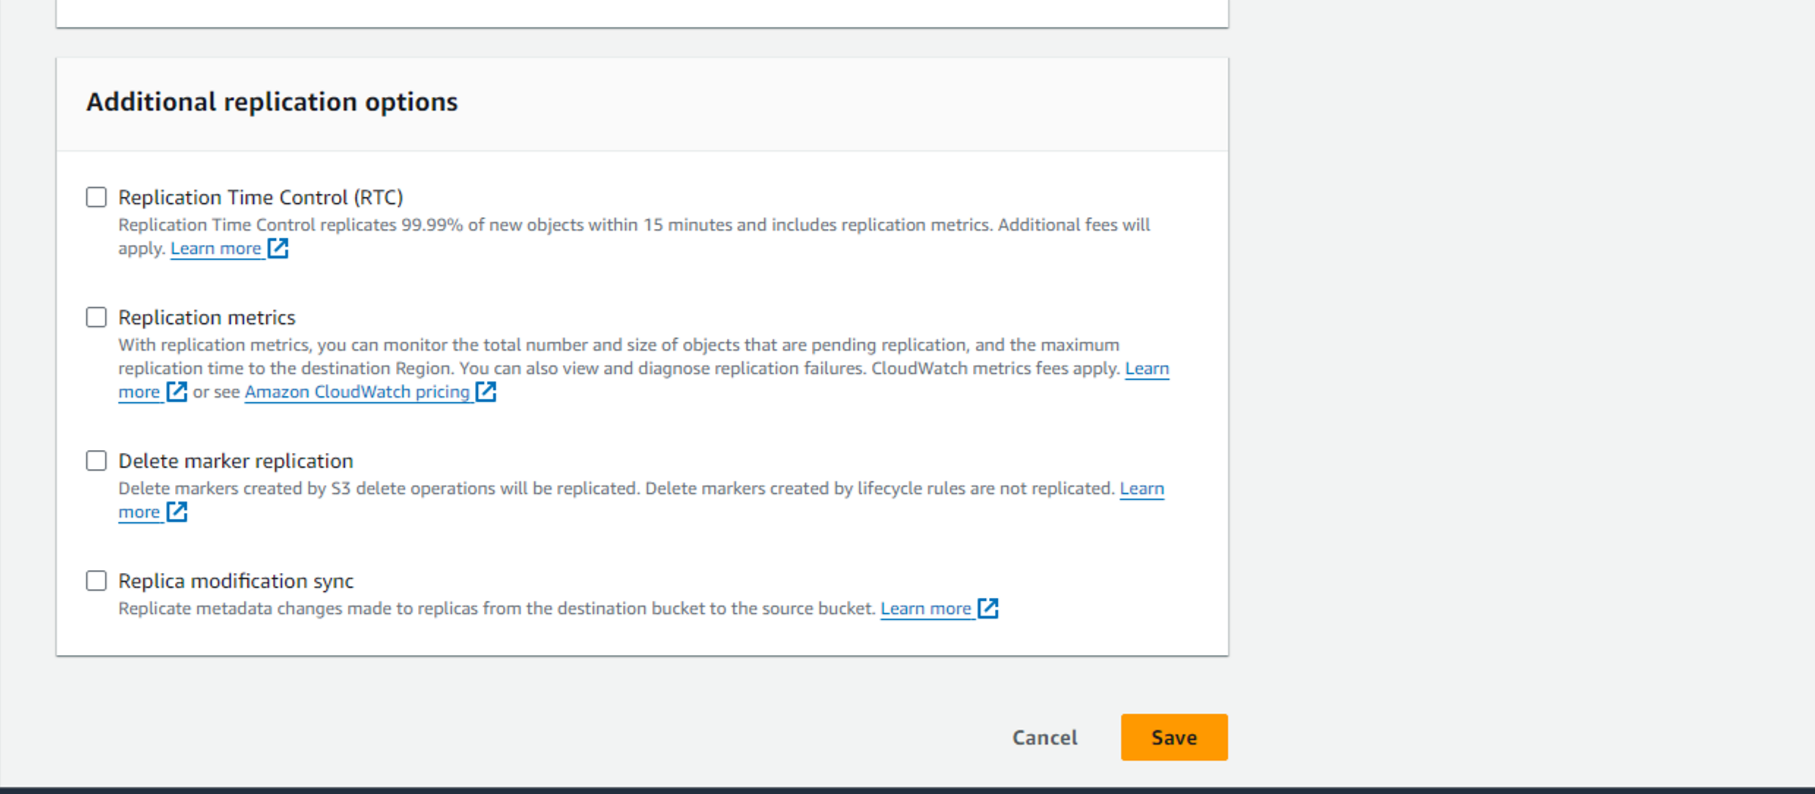 Additional replication options
Replication Time Control (RTC)
Replication Time Control replicates 99.99% of new objects within 15 minutes and includes replication metrics. Additional fees will
apply. Learn more
Replication metrics
With replication metrics, you can monitor the total number and size of objects that are pending replication, and the maximum
replication time to the destination Region. You can also view and diagnose replication failures. CloudWatch metrics fees apply. Learn
more or see Amazon CloudWatch pricing
Delete marker replication
Delete markers created by S3 delete operations will be replicated. Delete markers created by lifecycle rules are not replicated. Learn
more
Replica modification sync
Replicate metadata changes made to replicas from the destination bucket to the source bucket. Learn more
Cancel Save